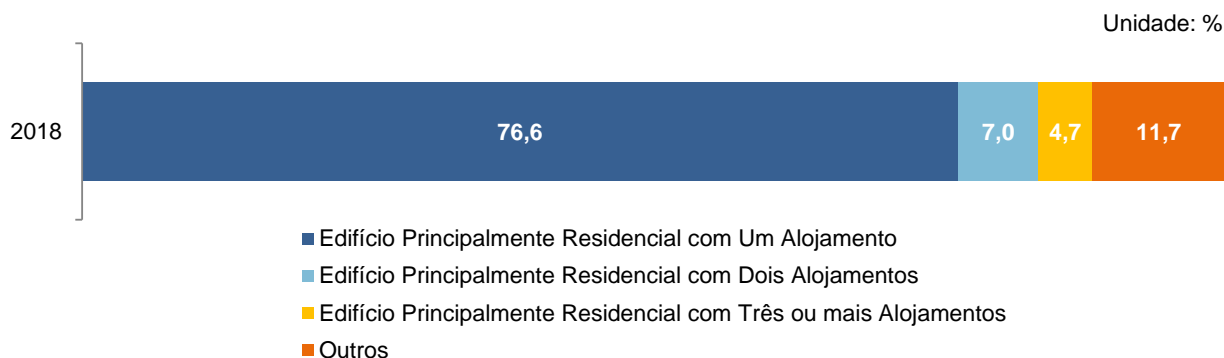 Unidade: %
2018
76,6
7,0
4,7
11,7
Edifício Principalmente Residencial com Um Alojamento
Edifício Principalmente Residencial com Dois Alojamentos
Edifício Principalmente Residencial com Três ou mais Alojamentos
Outros